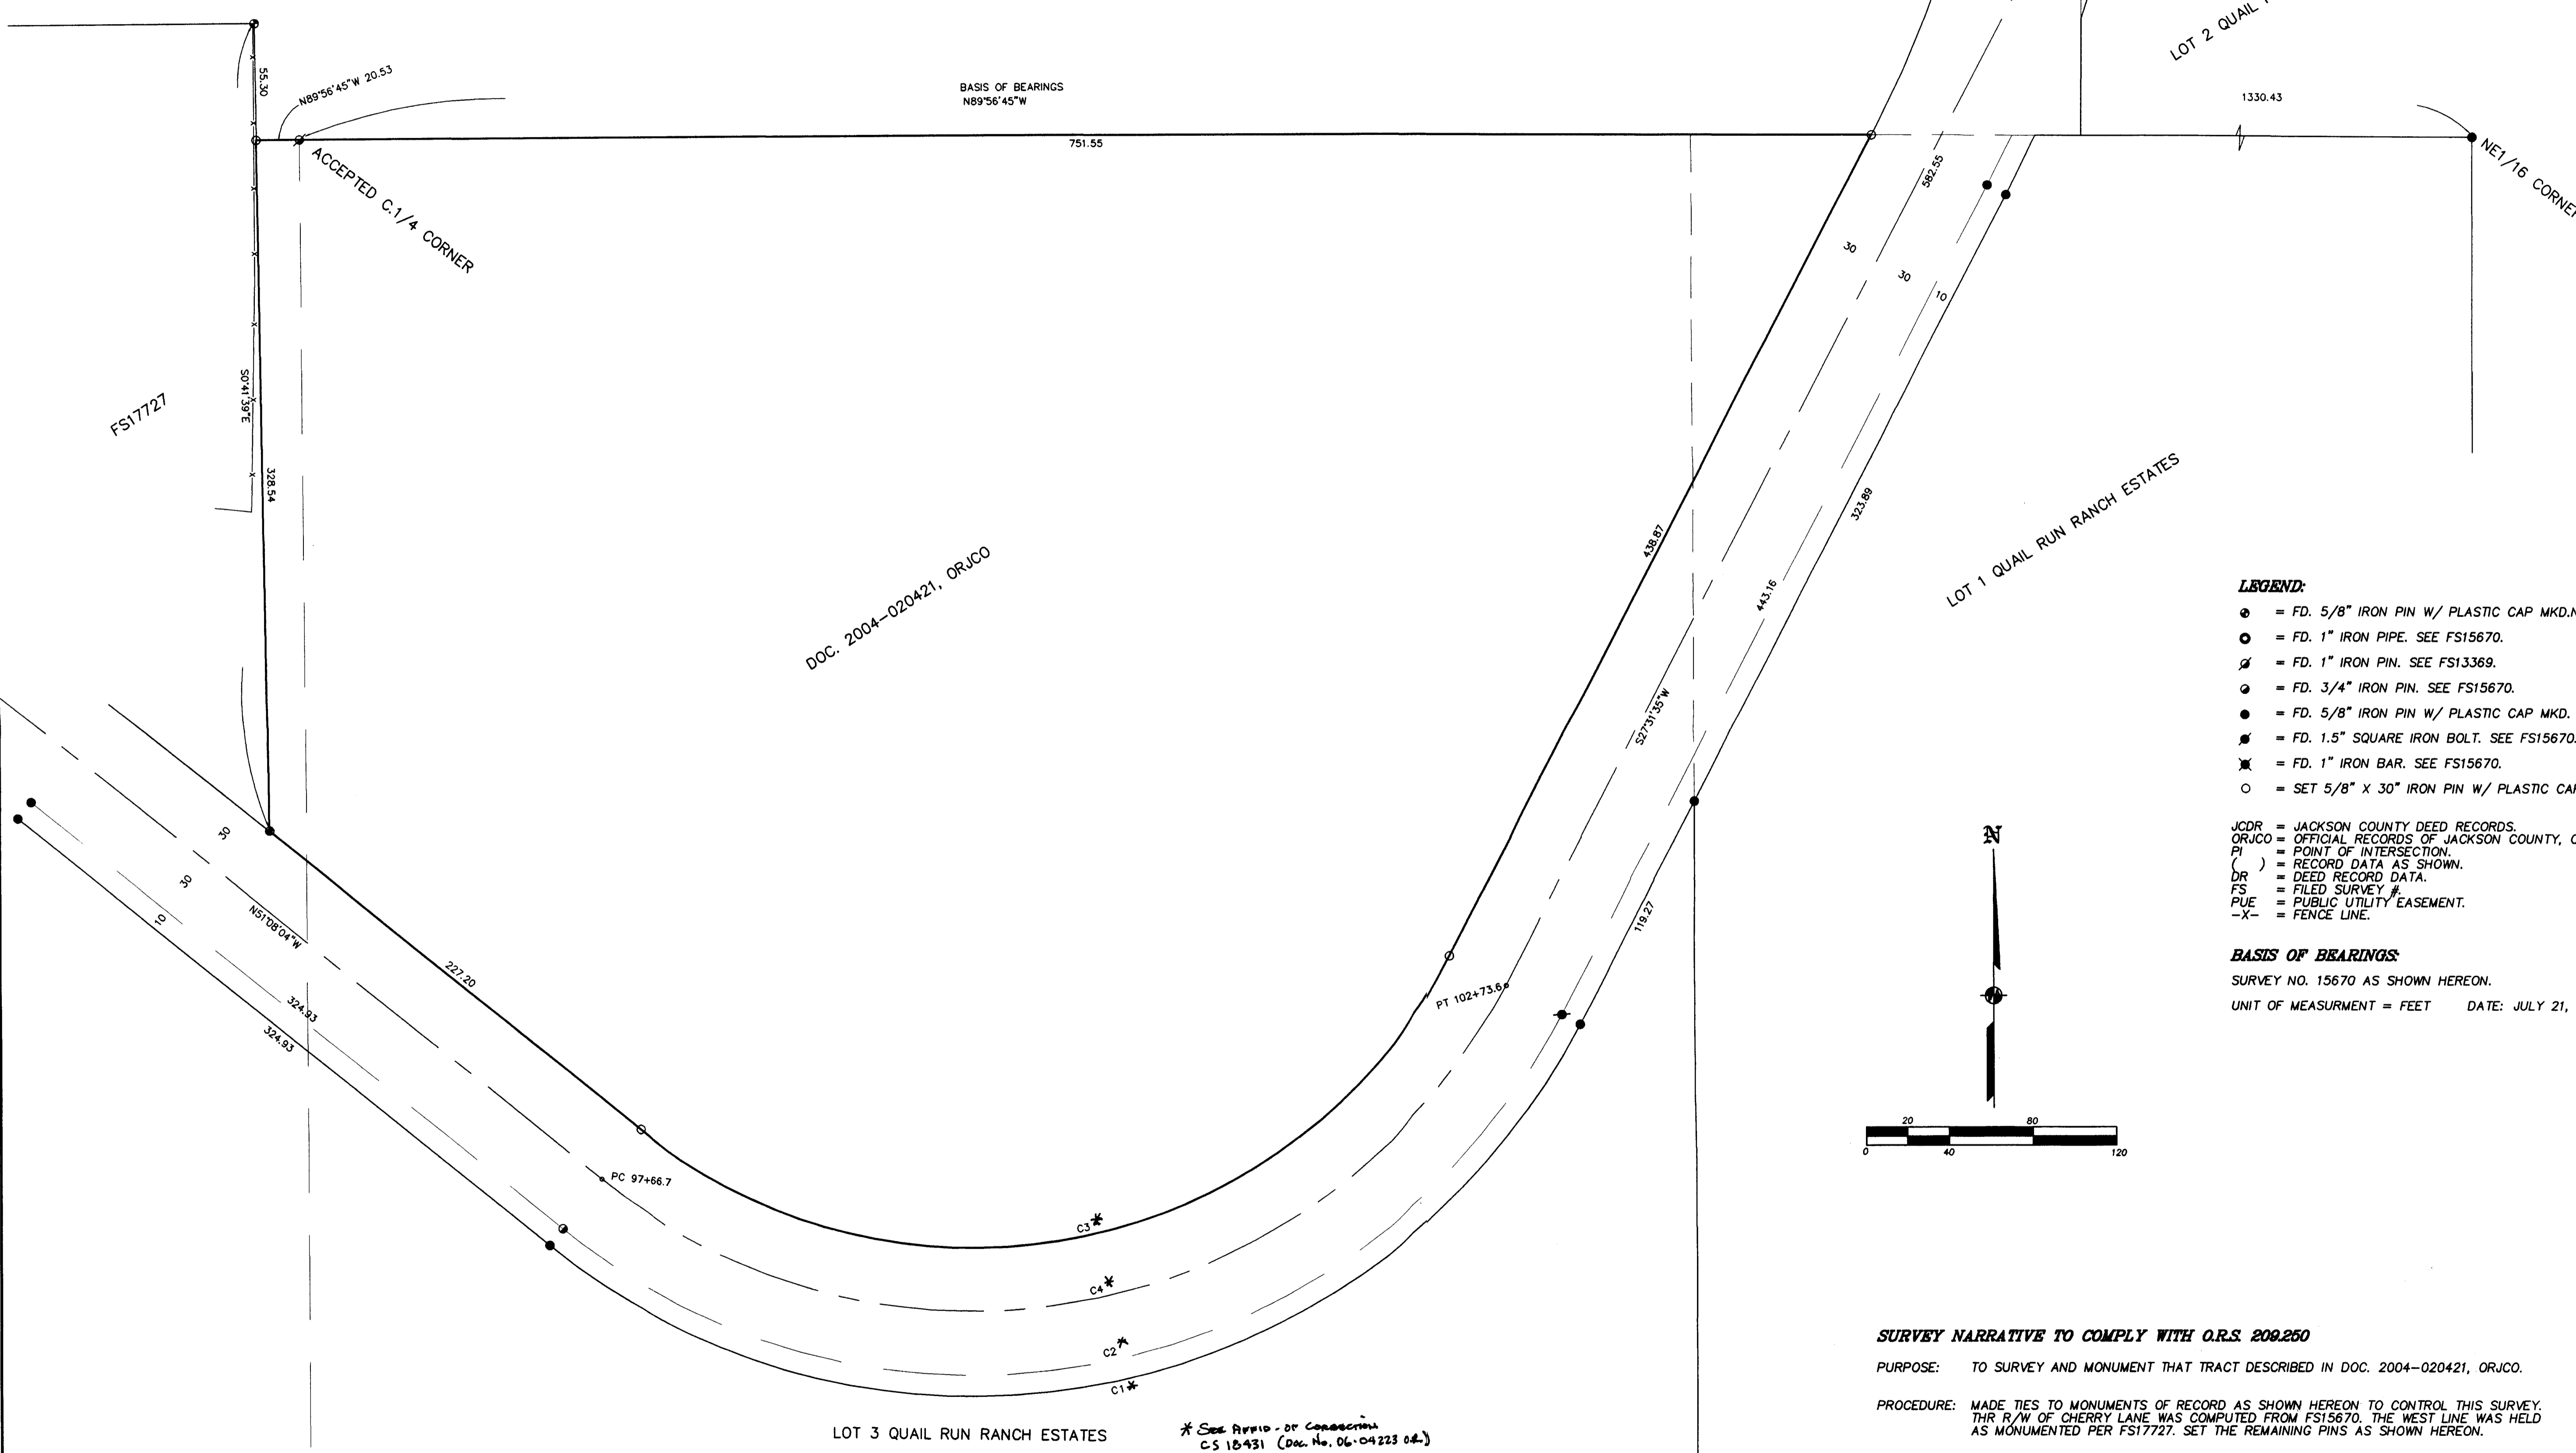 LOT 2 QUAIL
55.30
N89°56'45"W 20.53
BASIS OF BEARINGS
N89°56'45"W
751.55
1330.43
NE1/16 CORNER
ACCEPTED C.1/4 CORNER
582.55
30
30
10
FS17727
S0°41'39"E
328.54
DOC. 2004-020421, ORJCO
438.87
323.89
443.16
LOT 1 QUAIL RUN RANCH ESTATES
S27°31'35"W
119.27
PT 102+73.6
30
30
10
N51°08'04"W
227.20
324.93
324.93
PC 97+66.7
C3*
C4*
C2*
C1*
LOT 3 QUAIL RUN RANCH ESTATES
* SEE AFFID. OF CORRECTION
CS 18431 (DOC. No. 06-04223 O.R.)
LEGEND:
= FD. 5/8" IRON PIN W/ PLASTIC CAP MKD.
= FD. 1" IRON PIPE. SEE FS15670.
= FD. 1" IRON PIN. SEE FS13369.
= FD. 3/4" IRON PIN. SEE FS15670.
= FD. 5/8" IRON PIN W/ PLASTIC CAP MKD.
= FD. 1.5" SQUARE IRON BOLT. SEE FS15670.
= FD. 1" IRON BAR. SEE FS15670.
= SET 5/8" X 30" IRON PIN W/ PLASTIC CAP
JCDR = JACKSON COUNTY DEED RECORDS.
ORJCO = OFFICIAL RECORDS OF JACKSON COUNTY,
PI = POINT OF INTERSECTION.
( ) = RECORD DATA AS SHOWN.
DR = DEED RECORD DATA.
FS = FILED SURVEY #.
PUE = PUBLIC UTILITY EASEMENT.
-X- = FENCE LINE.
BASIS OF BEARINGS:
SURVEY NO. 15670 AS SHOWN HEREON.
UNIT OF MEASURMENT = FEET DATE: JULY 21,
N
20 80
0 40 120
SURVEY NARRATIVE TO COMPLY WITH O.R.S. 209.250
PURPOSE: TO SURVEY AND MONUMENT THAT TRACT DESCRIBED IN DOC. 2004-020421, ORJCO.
PROCEDURE: MADE TIES TO MONUMENTS OF RECORD AS SHOWN HEREON TO CONTROL THIS SURVEY.
THR R/W OF CHERRY LANE WAS COMPUTED FROM FS15670. THE WEST LINE WAS HELD
AS MONUMENTED PER FS17727. SET THE REMAINING PINS AS SHOWN HEREON.